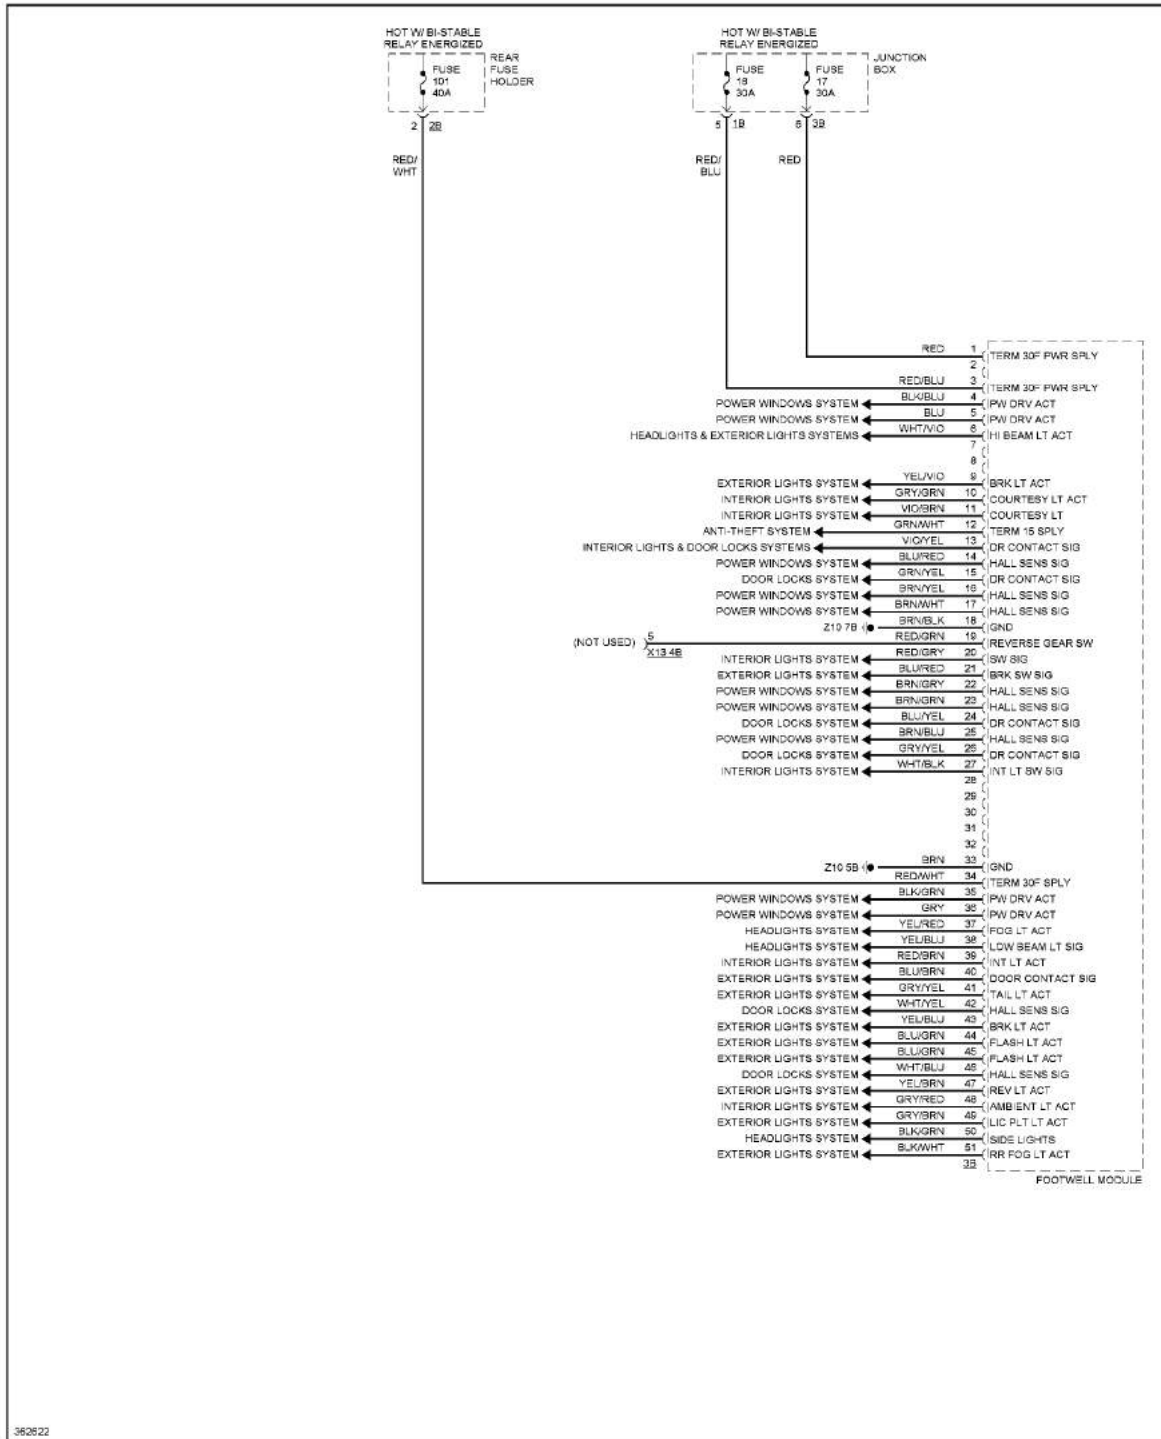 HOT W/ BI-STABLE
RELAY ENERGIZED
REAR
FUSE
HOLDER
FUSE
101
40A
2 2B
RED/
WHT
HOT W/ BI-STABLE
RELAY ENERGIZED
JUNCTION
BOX
FUSE
18
30A
FUSE
17
30A
5 1B
6 3B
RED/
BLU
RED
RED 1 TERM 30F PWR SPLY
2
RED/BLU 3 TERM 30F PWR SPLY
POWER WINDOWS SYSTEM BLK/BLU 4 PW DRV ACT
POWER WINDOWS SYSTEM BLU 5 PW DRV ACT
HEADLIGHTS & EXTERIOR LIGHTS SYSTEMS WHT/VIO 6 HI BEAM LT ACT
7
8
EXTERIOR LIGHTS SYSTEM YEL/VIO 9 BRK LT ACT
INTERIOR LIGHTS SYSTEM GRY/GRN 10 COURTESY LT ACT
INTERIOR LIGHTS SYSTEM VIO/BRN 11 COURTESY LT
ANTI-THEFT SYSTEM GRN/WHT 12 TERM 15 SPLY
INTERIOR LIGHTS & DOOR LOCKS SYSTEMS VIO/YEL 13 DR CONTACT SIG
POWER WINDOWS SYSTEM BLU/RED 14 HALL SENS SIG
DOOR LOCKS SYSTEM GRN/YEL 15 DR CONTACT SIG
POWER WINDOWS SYSTEM BRN/YEL 16 HALL SENS SIG
POWER WINDOWS SYSTEM BRN/WHT 17 HALL SENS SIG
Z10 7B BRN/BLK 18 GND
(NOT USED) 5 X13 4B RED/GRN 19 REVERSE GEAR SW
INTERIOR LIGHTS SYSTEM RED/GRY 20 SW SIG
EXTERIOR LIGHTS SYSTEM BLU/RED 21 BRK SW SIG
POWER WINDOWS SYSTEM BRN/GRY 22 HALL SENS SIG
POWER WINDOWS SYSTEM BRN/GRN 23 HALL SENS SIG
DOOR LOCKS SYSTEM BLU/YEL 24 DR CONTACT SIG
POWER WINDOWS SYSTEM BRN/BLU 25 HALL SENS SIG
DOOR LOCKS SYSTEM GRY/YEL 26 DR CONTACT SIG
INTERIOR LIGHTS SYSTEM WHT/BLK 27 INT LT SW SIG
28
29
30
31
32
Z10 5B BRN 33 GND
RED/WHT 34 TERM 30F SPLY
POWER WINDOWS SYSTEM BLK/GRN 35 PW DRV ACT
POWER WINDOWS SYSTEM GRY 36 PW DRV ACT
HEADLIGHTS SYSTEM YEL/RED 37 FOG LT ACT
HEADLIGHTS SYSTEM YEL/BLU 38 LOW BEAM LT SIG
INTERIOR LIGHTS SYSTEM RED/BRN 39 INT LT ACT
EXTERIOR LIGHTS SYSTEM BLU/BRN 40 DOOR CONTACT SIG
EXTERIOR LIGHTS SYSTEM GRY/YEL 41 TAIL LT ACT
DOOR LOCKS SYSTEM WHT/YEL 42 HALL SENS SIG
EXTERIOR LIGHTS SYSTEM YEL/BLU 43 BRK LT ACT
EXTERIOR LIGHTS SYSTEM BLU/GRN 44 FLASH LT ACT
EXTERIOR LIGHTS SYSTEM BLU/GRN 45 FLASH LT ACT
DOOR LOCKS SYSTEM WHT/BLU 46 HALL SENS SIG
EXTERIOR LIGHTS SYSTEM YEL/BRN 47 REV LT ACT
INTERIOR LIGHTS SYSTEM GRY/RED 48 AMBIENT LT ACT
EXTERIOR LIGHTS SYSTEM GRY/BRN 49 LIC PLT LT ACT
HEADLIGHTS SYSTEM BLK/GRN 50 SIDE LIGHTS
EXTERIOR LIGHTS SYSTEM BLK/WHT 51 RR FOG LT ACT
3B
FOOTWELL MODULE
362622